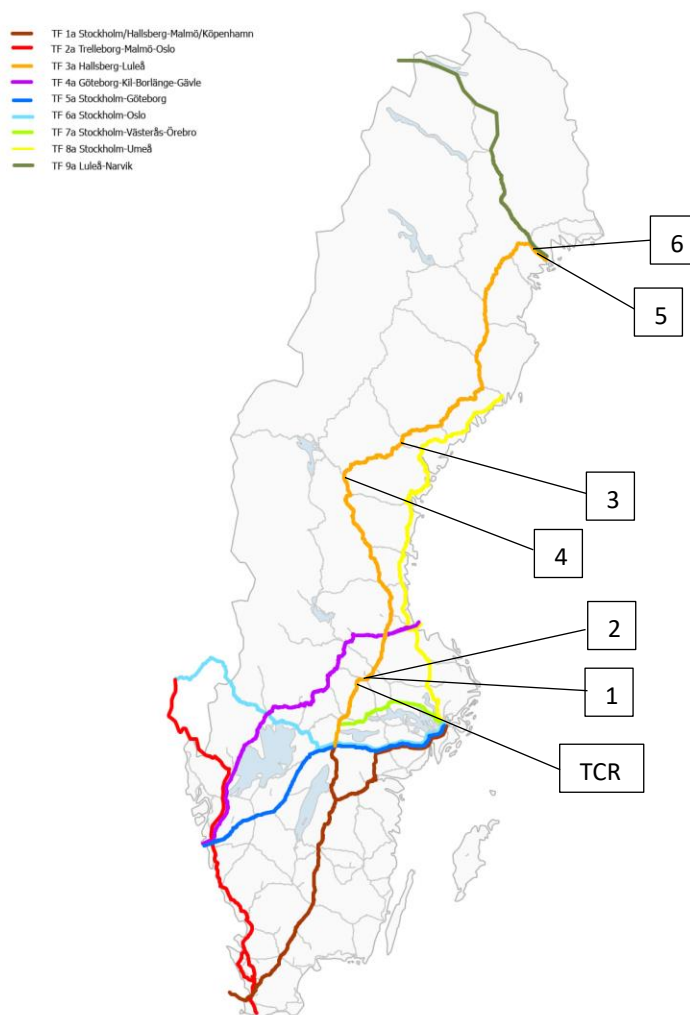 TF 1a Stockholm/Hallsberg-Malmö/Köpenhamn
TF 2a Trelleborg-Malmö-Oslo
TF 3a Hallsberg-Luleå
TF 4a Göteborg-Kil-Borlänge-Gävle
TF 5a Stockholm-Göteborg
TF 6a Stockholm-Oslo
TF 7a Stockholm-Västerås-Örebro
TF 8a Stockholm-Umeå
TF 9a Luleå-Narvik
6
5
3
4
2
1
TCR